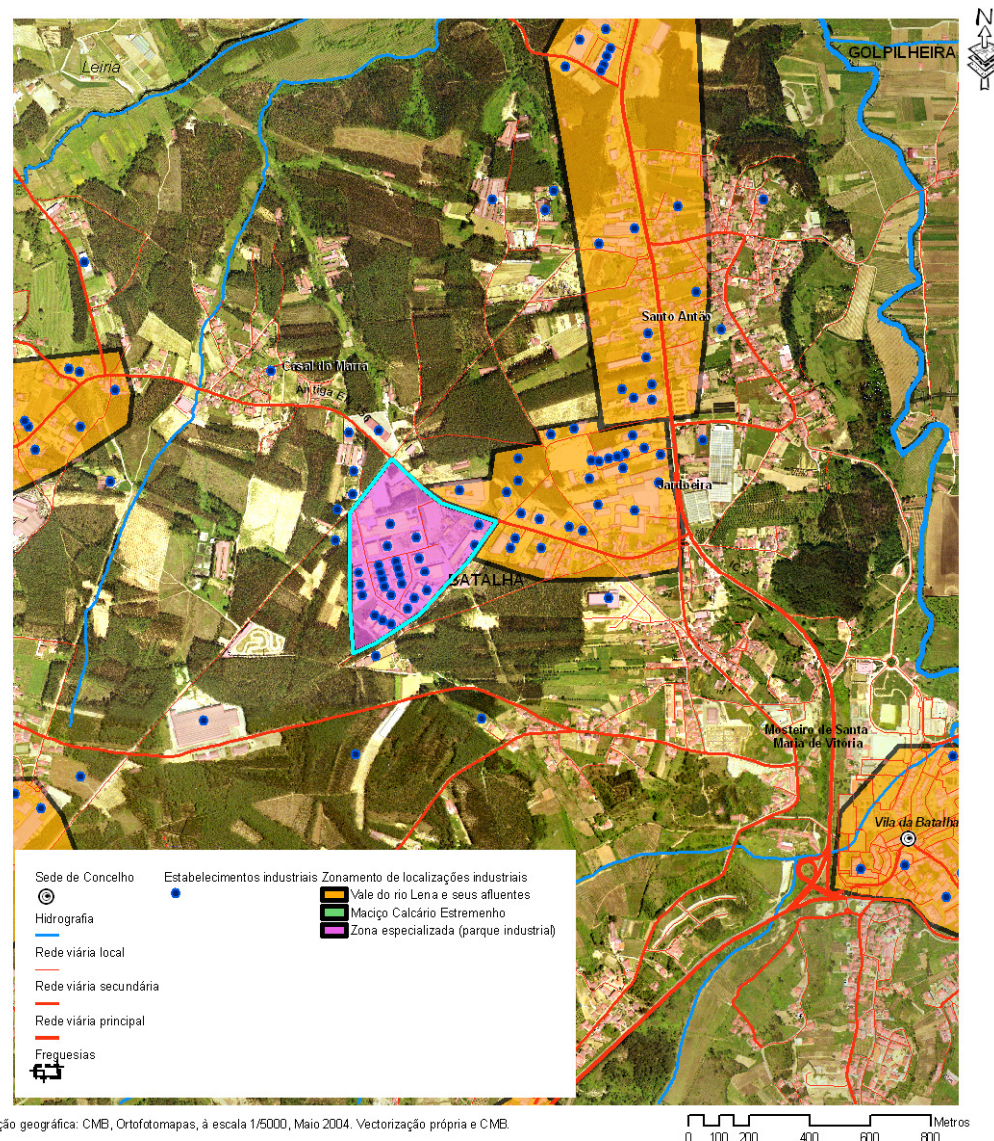 N
GOLPILHEIRA
Leiria
Santo Antão
Casal do Marra
Antiga
Jardoeira
BATALHA
Mosteiro de Santa
Maria de Vitória
Vila da Batalha
Sede de Concelho
Estabelecimentos industriais
Zonamento de localizações industriais
Vale do rio Lena e seus afluentes
Maciço Calcário Estremenho
Zona especializada (parque industrial)
Hidrografia
Rede viária local
Rede viária secundária
Rede viária principal
Freguesias
ção geográfica: CMB, Ortofotomapas, à escala 1/5000, Maio 2004. Vectorização própria e CMB.
Metros
0 100 200 400 600 800